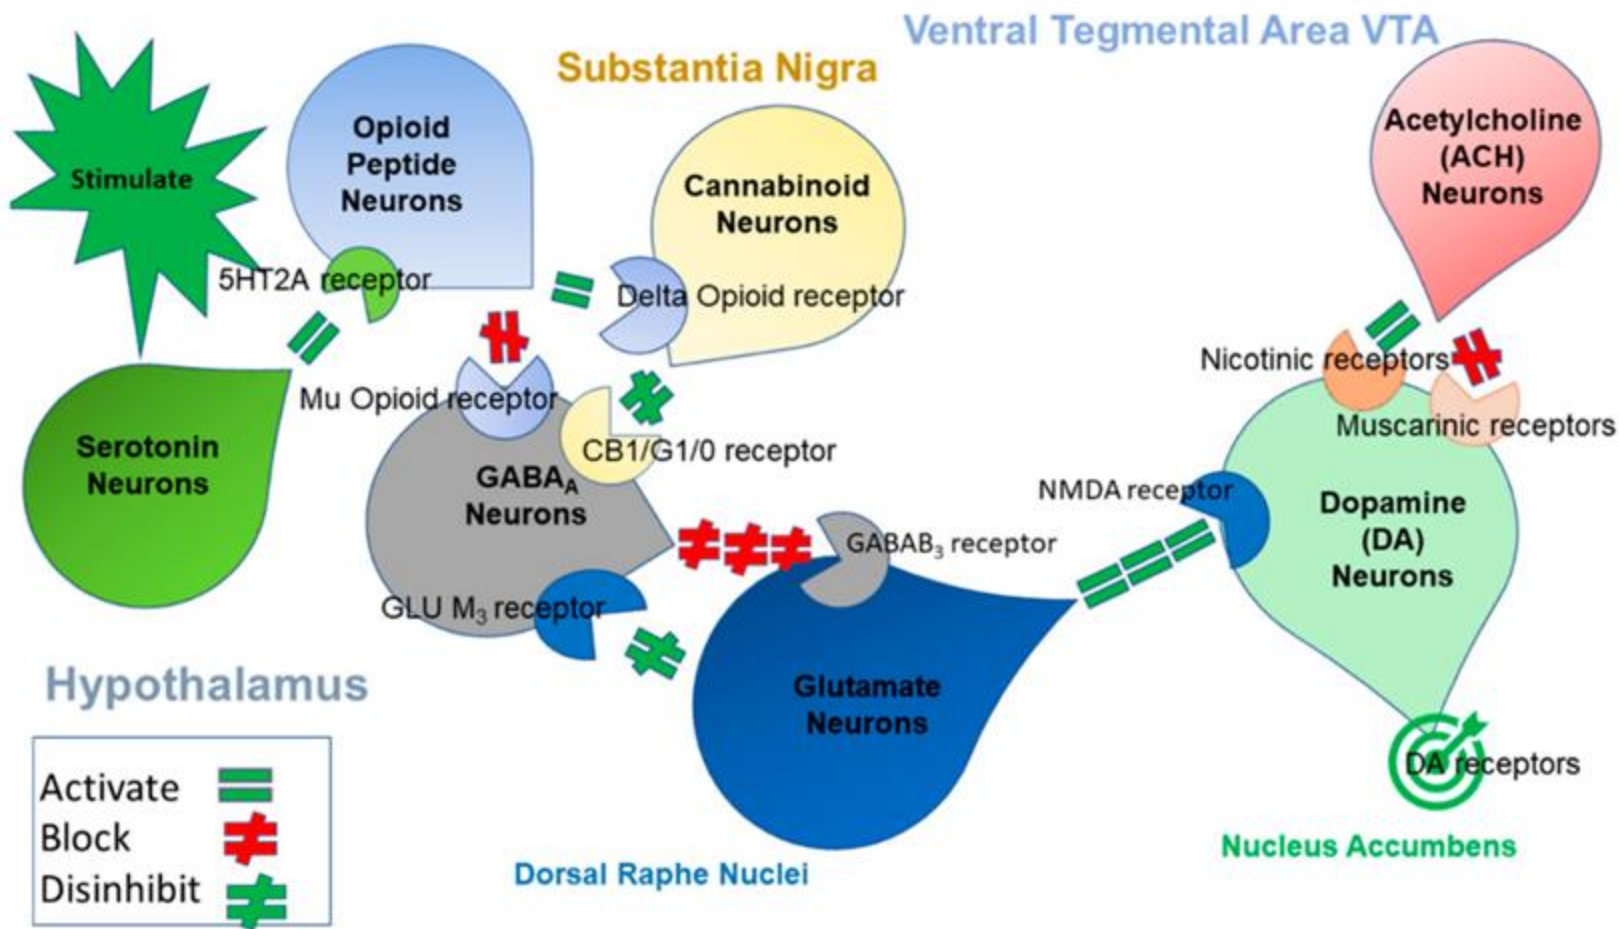 Ventral Tegmental Area VTA
Substantia Nigra
Stimulate
Opioid
Peptide
Neurons
Cannabinoid
Neurons
Acetylcholine
(ACH)
Neurons
5HT2A receptor
Delta Opioid receptor
Nicotinic receptors
Mu Opioid receptor
Muscarinic receptors
Serotonin
Neurons
CB1/G1/0 receptor
GABAA
Neurons
NMDA receptor
Dopamine
(DA)
Neurons
GABAB3 receptor
GLU M3 receptor
Glutamate
Neurons
Hypothalamus
Activate
Block
Disinhibit
DA receptors
Nucleus Accumbens
Dorsal Raphe Nuclei